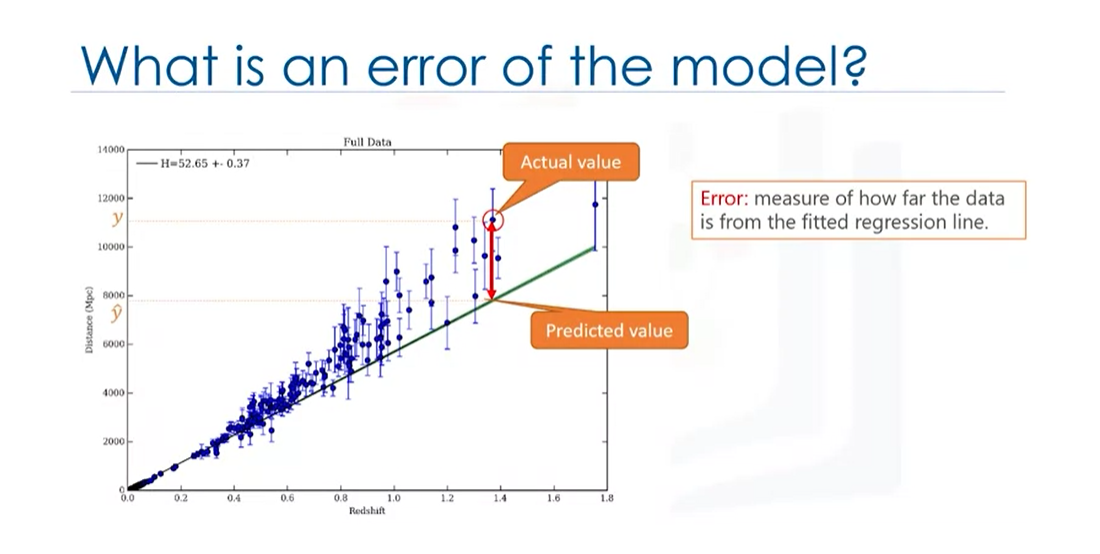 What is an error of the model?
Full Data
H=52.65 +- 0.37
Actual value
Error: measure of how far the data
is from the fitted regression line.
14000
12000
y
10000
8000
ŷ
Predicted value
6000
4000
2000
0
Distance (Mpc)
0.0 0.2 0.4 0.6 0.8 1.0 1.2 1.4 1.6 1.8
Redshift